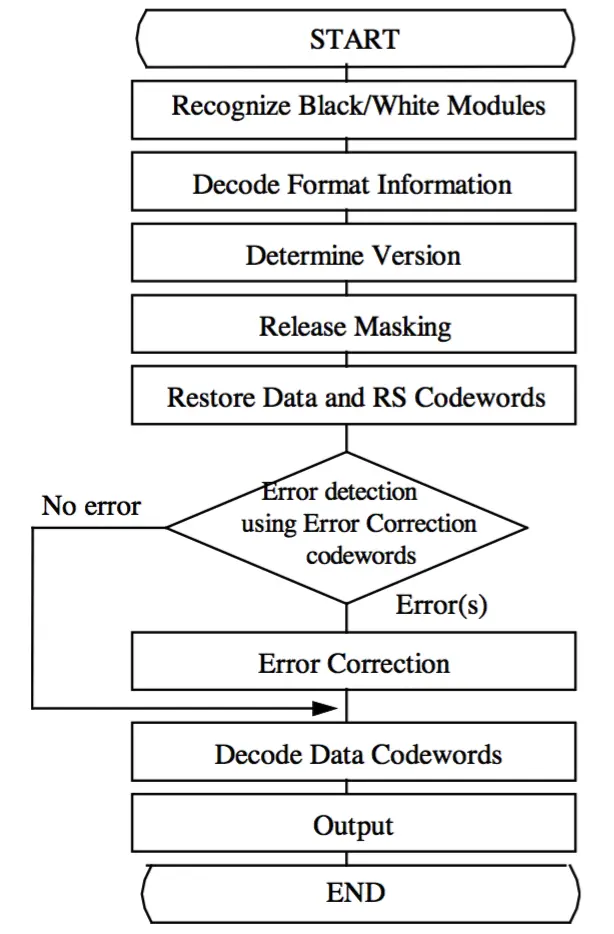 START
Recognize Black/White Modules
Decode Format Information
Determine Version
Release Masking
Restore Data and RS Codewords
No error
Error detection
using Error Correction
codewords
Error(s)
Error Correction
Decode Data Codewords
Output
END